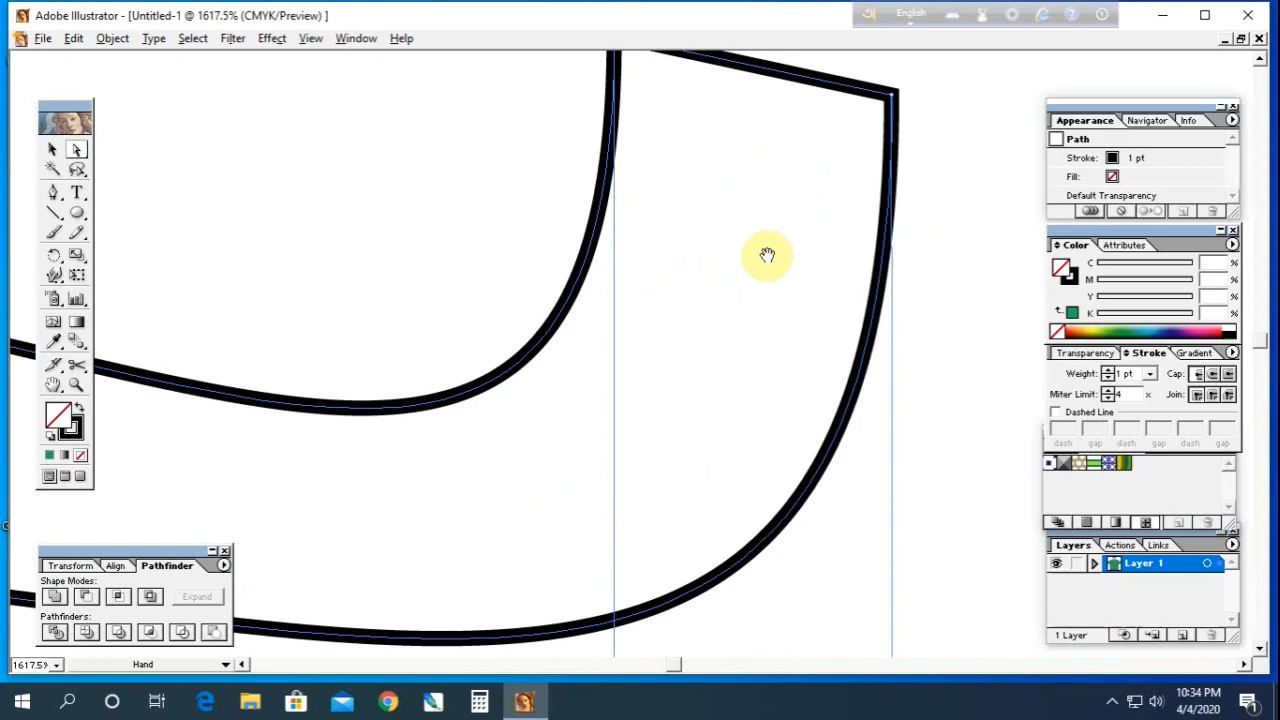 Adobe Illustrator - [Untitled-1 @ 1617.5% (CMYK/Preview) ]
English
File Edit Object Type Select Filter Effect View Window Help
Appearance Navigator Info
Path
Stroke: 1 pt
Fill:
Default Transparency
Color Attributes
C %
M %
Y %
K %
Transparency Stroke Gradient
Weight: 1 pt Cap:
Miter Limit: 4 x Join:
Dashed Line
dash gap dash gap dash gap
Layers Actions Links
Layer 1
1 Layer
Transform Align Pathfinder
Shape Modes:
Expand
Pathfinders:
1617.5% Hand
10:34 PM
4/4/2020